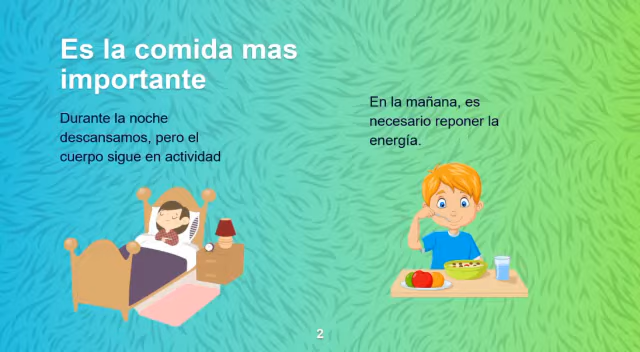 Es la comida mas
importante
Durante la noche
descansamos, pero el
cuerpo sigue en actividad
En la mañana, es
necesario reponer la
energía.
2